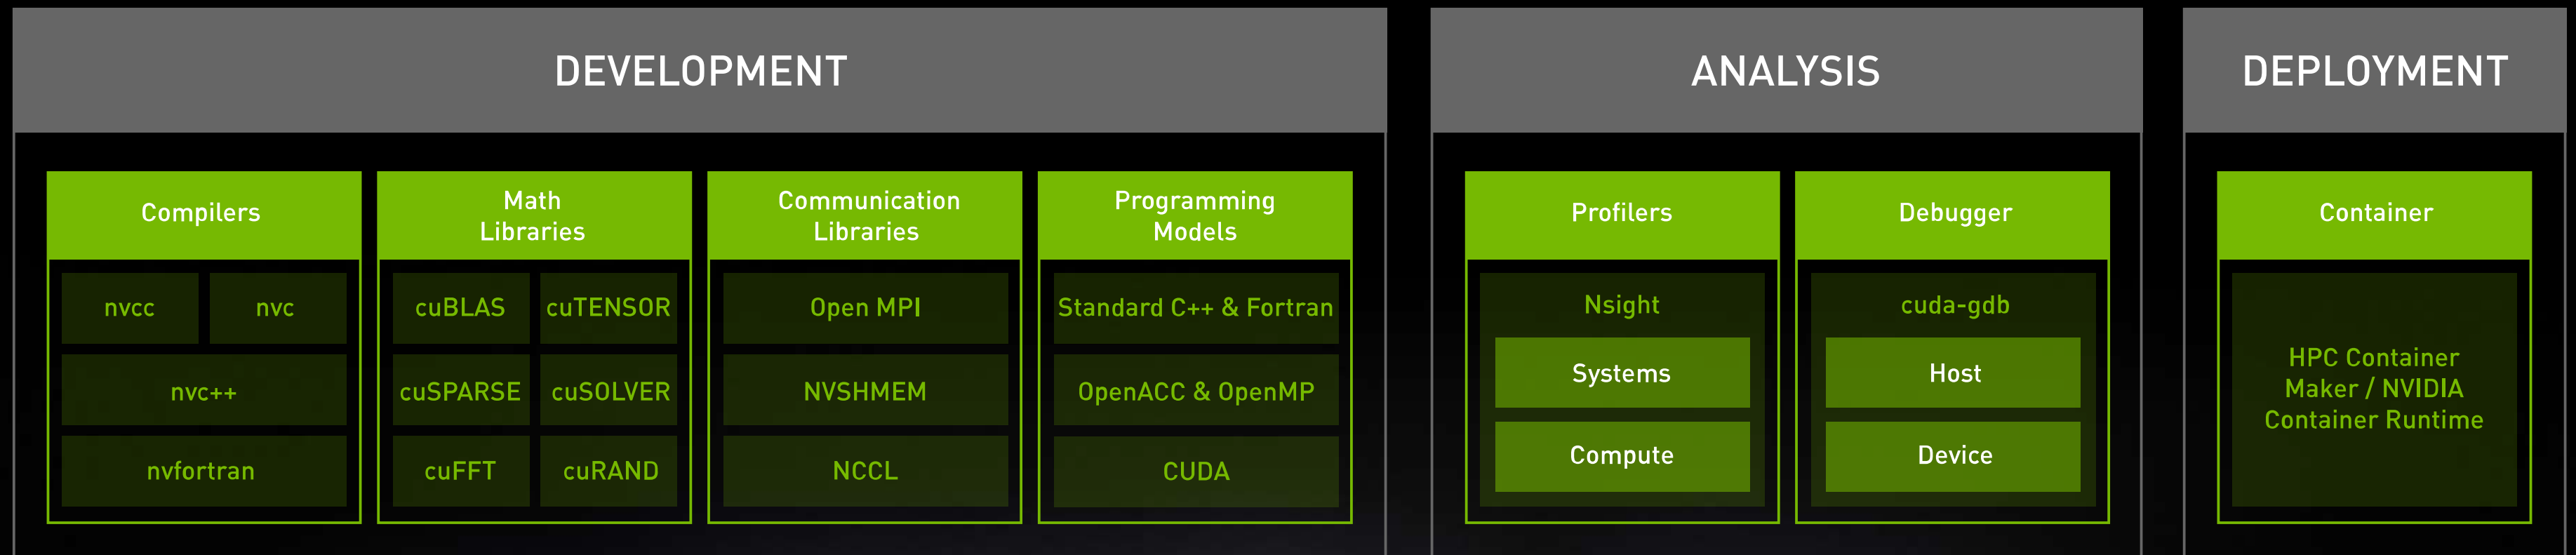 DEVELOPMENT
Compilers
nvcc
nvc
nvc++
nvfortran
Math
Libraries
cuBLAS
cuTENSOR
cuSPARSE
cuSOLVER
cuFFT
cuRAND
Communication
Libraries
Open MPI
NVSHMEM
NCCL
Programming
Models
Standard C++ & Fortran
OpenACC & OpenMP
CUDA
ANALYSIS
Profilers
Nsight
Systems
Compute
Debugger
cuda-gdb
Host
Device
DEPLOYMENT
Container
HPC Container
Maker / NVIDIA
Container Runtime